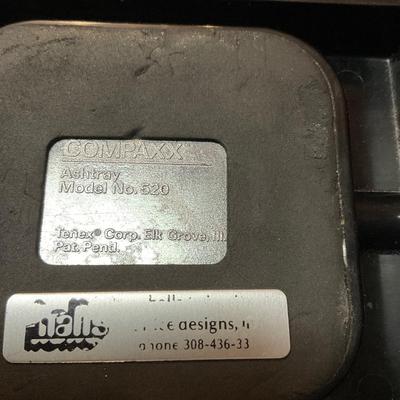 COMPAXX
Ashtray
Model No. 520
Tenex® Corp. Elk Grove, Ill.
Pat. Pend.
designs, 
phone 308-436-33